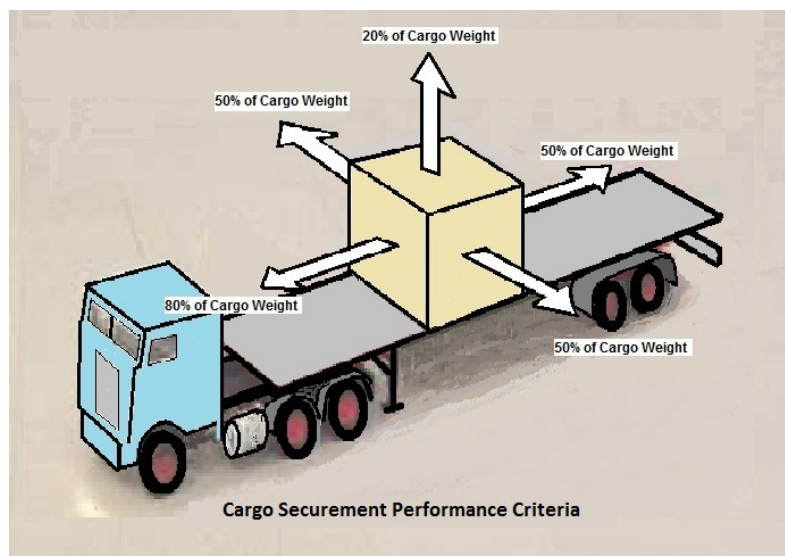 20% of Cargo Weight
50% of Cargo Weight
50% of Cargo Weight
80% of Cargo Weight
50% of Cargo Weight
Cargo Securement Performance Criteria